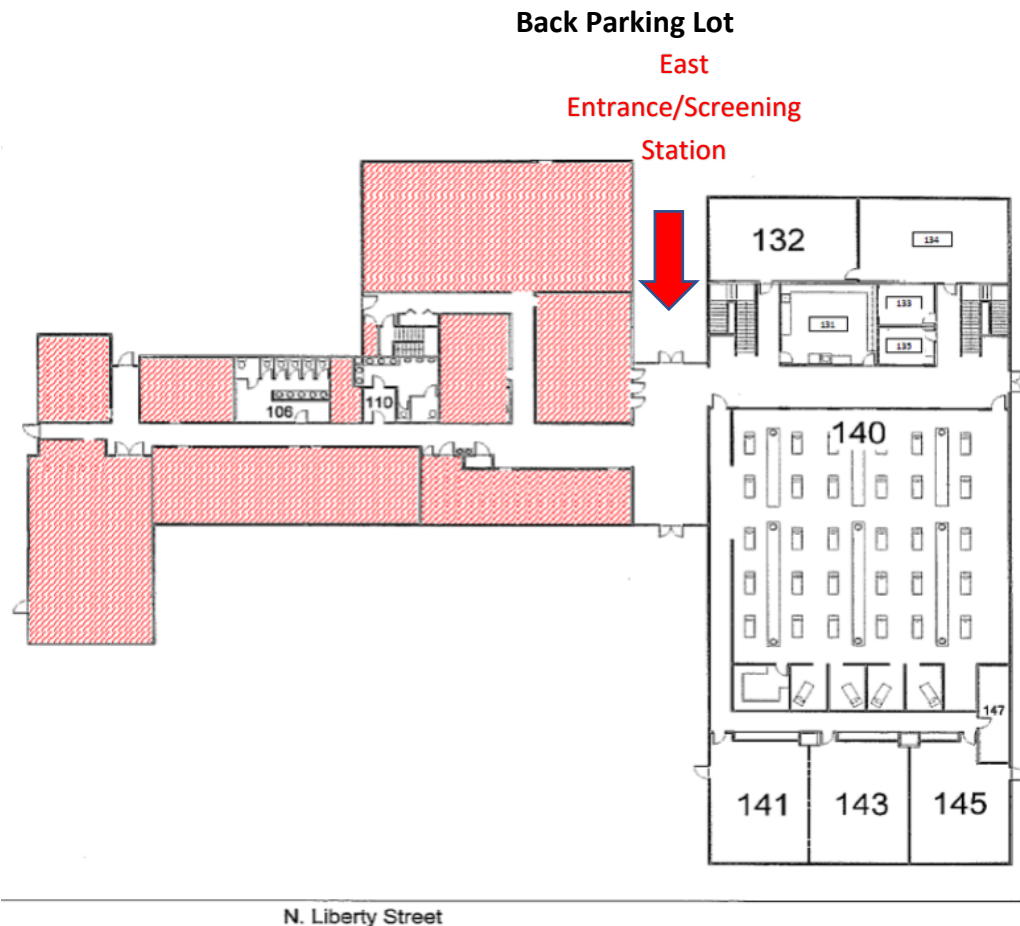 Back Parking Lot
East
Entrance/Screening
Station
132
134
133
131
135
110
106
140
147
141
143
145
N. Liberty Street